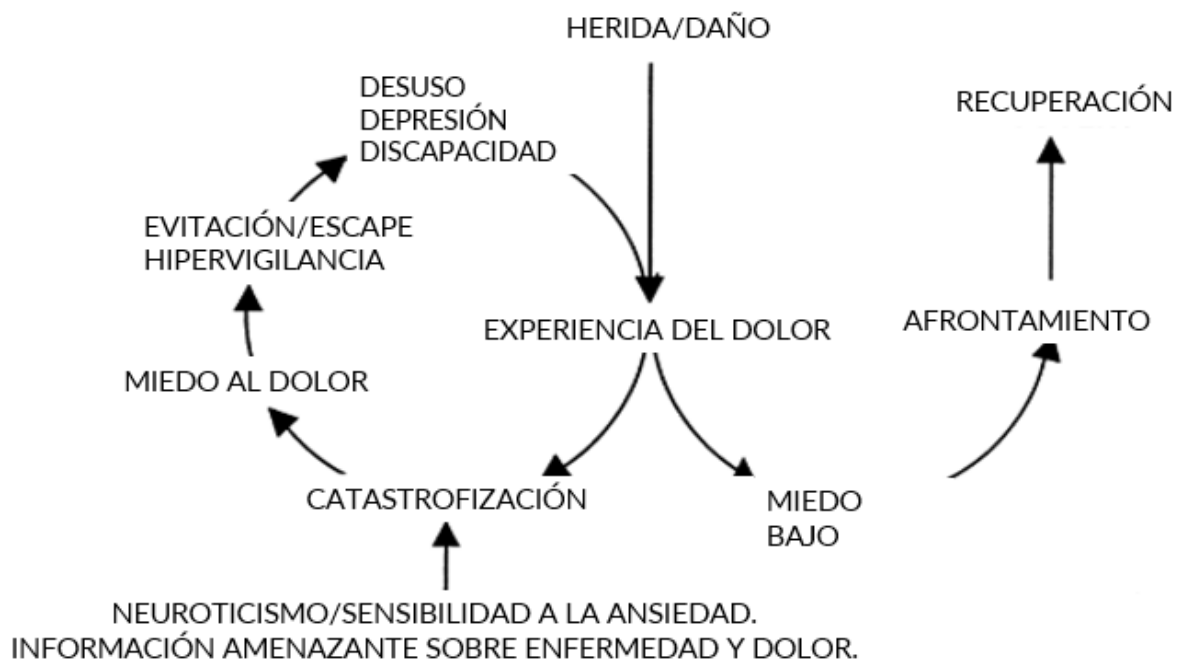 HERIDA/DAÑO
DESUSO
DEPRESIÓN
DISCAPACIDAD
RECUPERACIÓN
EVITACIÓN/ESCAPE
HIPERVIGILANCIA
EXPERIENCIA DEL DOLOR
AFRONTAMIENTO
MIEDO AL DOLOR
CATASTROFIZACIÓN
MIEDO
BAJO
NEUROTICISMO/SENSIBILIDAD A LA ANSIEDAD.
INFORMACIÓN AMENAZANTE SOBRE ENFERMEDAD Y DOLOR.